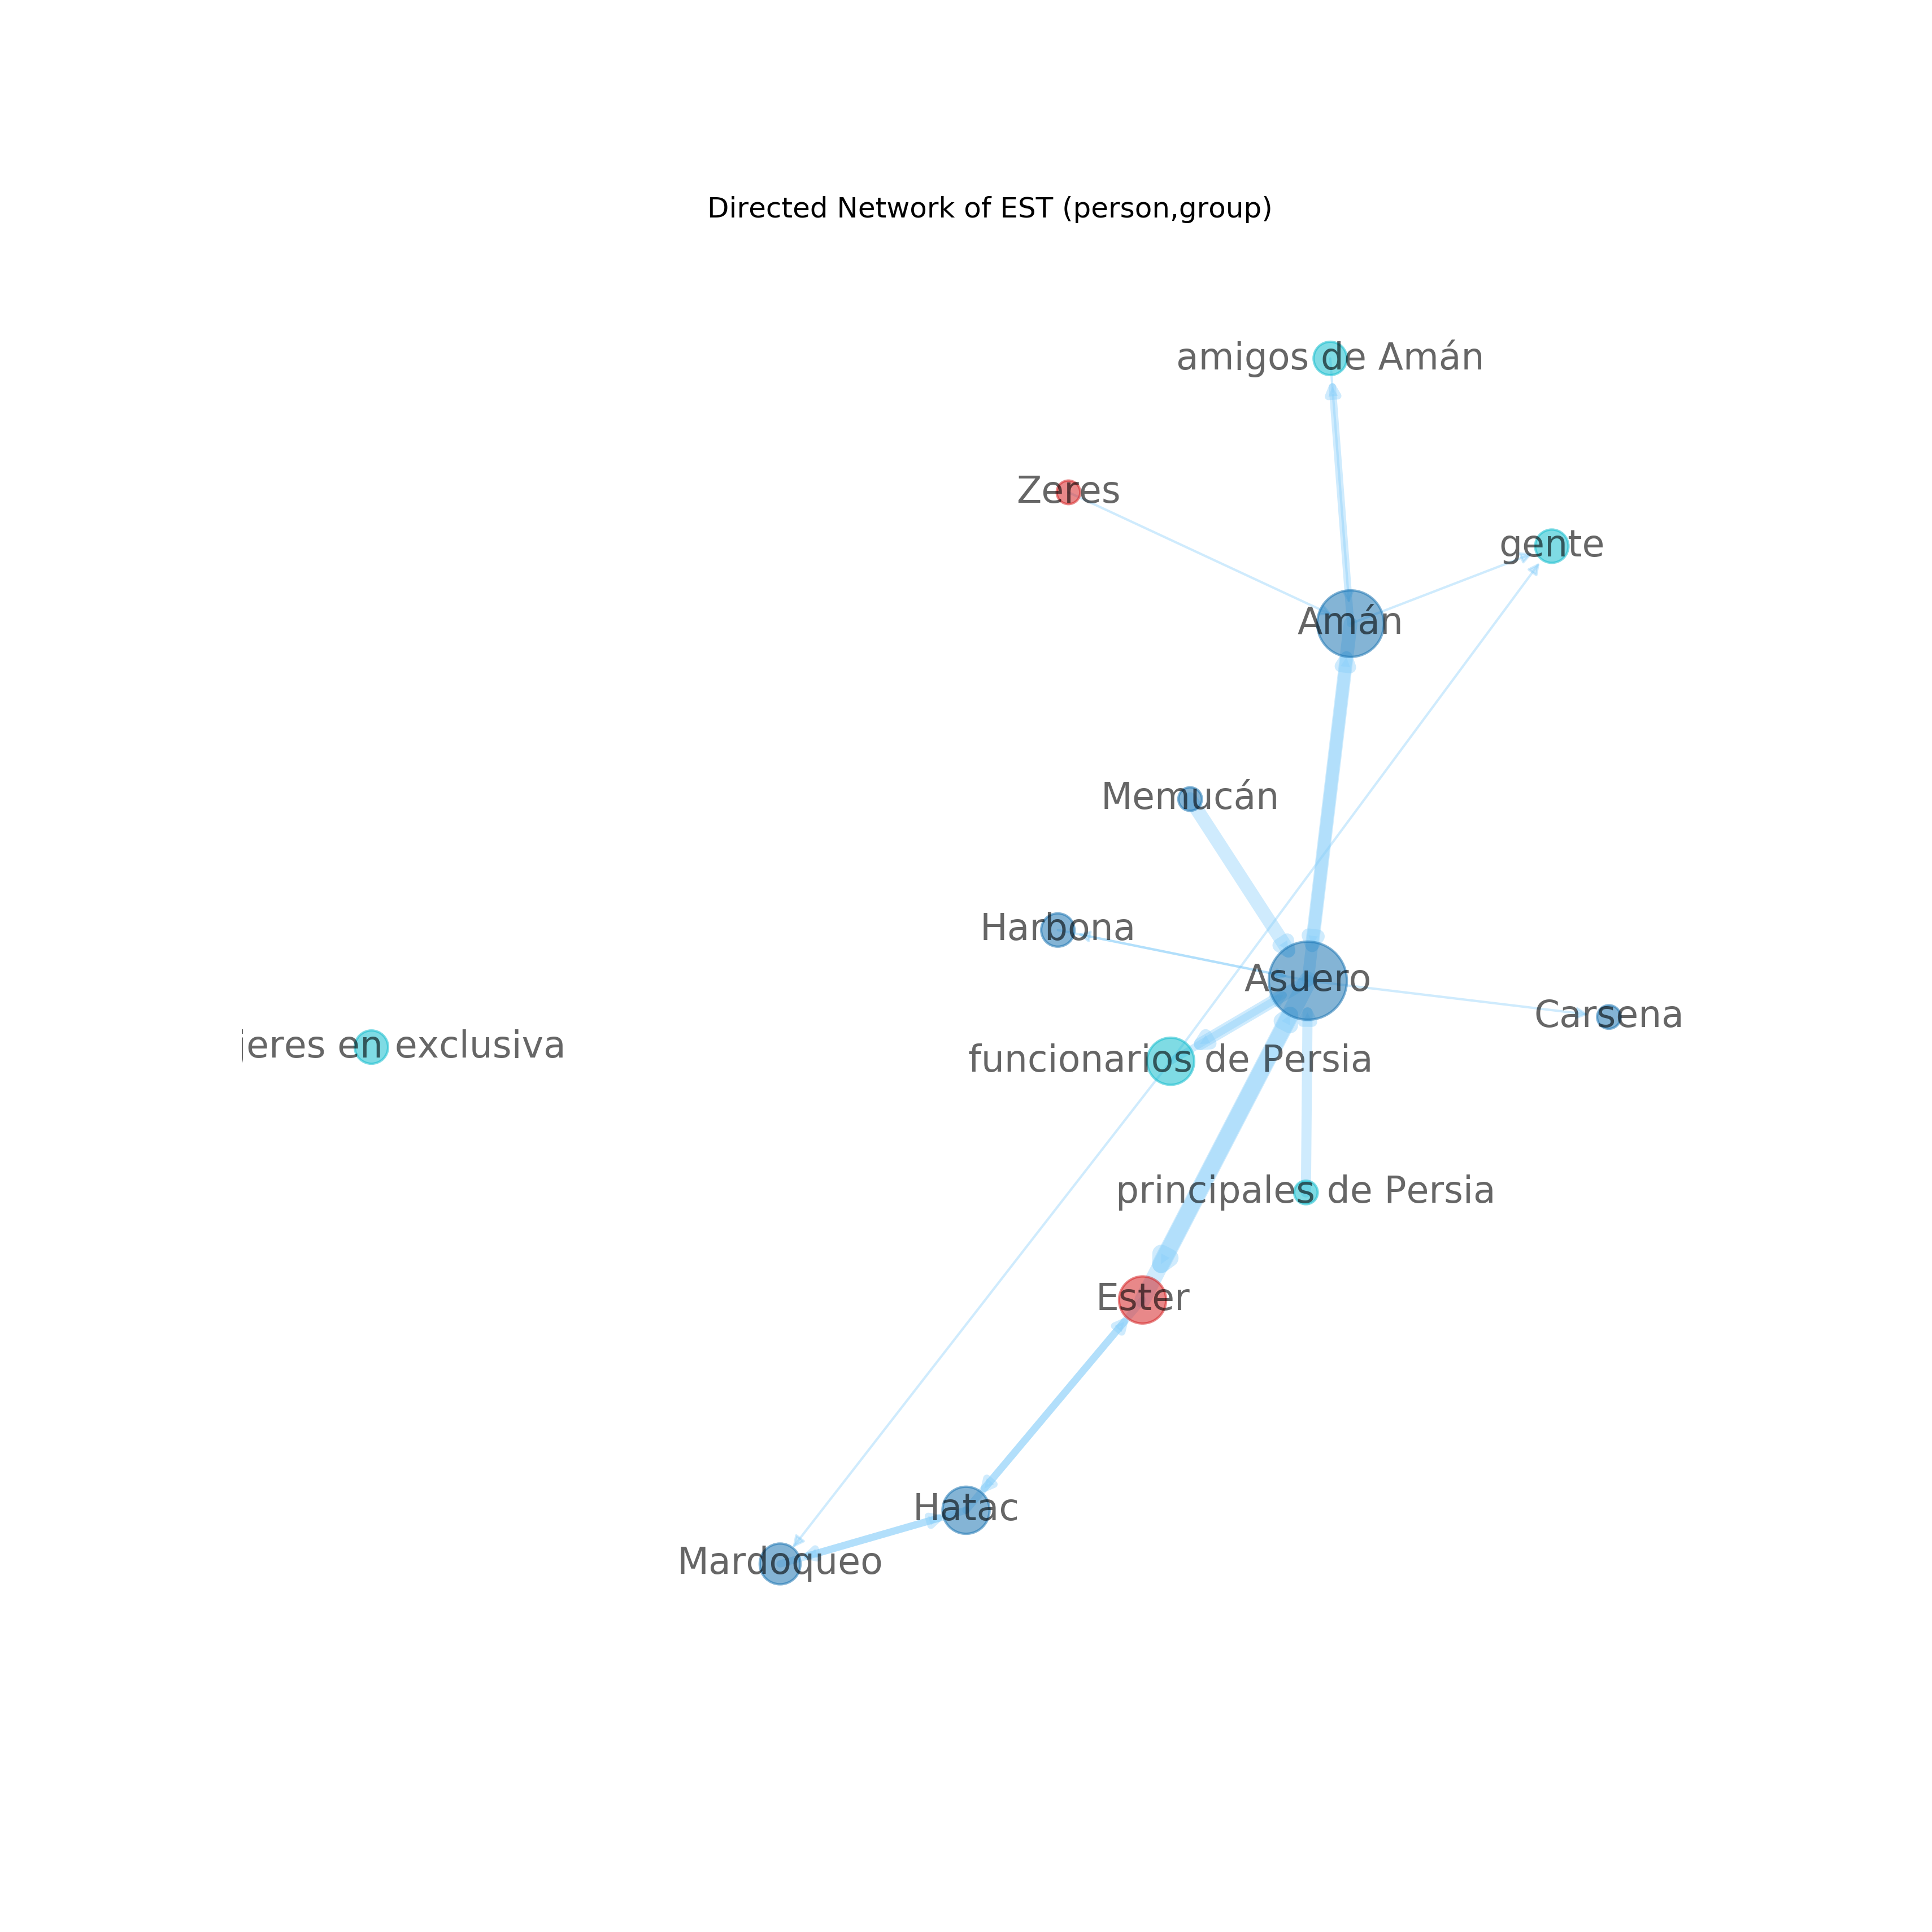 Directed Network of EST (person,group)
amigos de Amán
Zeres
gente
Amán
Memucán
Harbona
Asuero
Carsena
eres en exclusiva
funcionarios de Persia
principales de Persia
Ester
Hatac
Mardoqueo